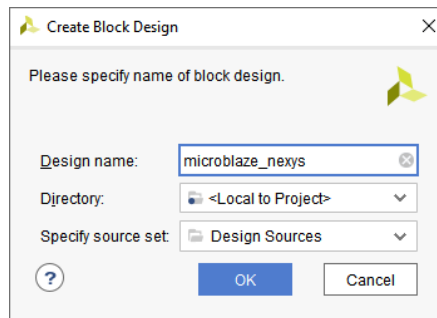 Create Block Design
Please specify name of block design.
Design name: microblaze_nexys
Directory: <Local to Project>
Specify source set: Design Sources
? OK Cancel